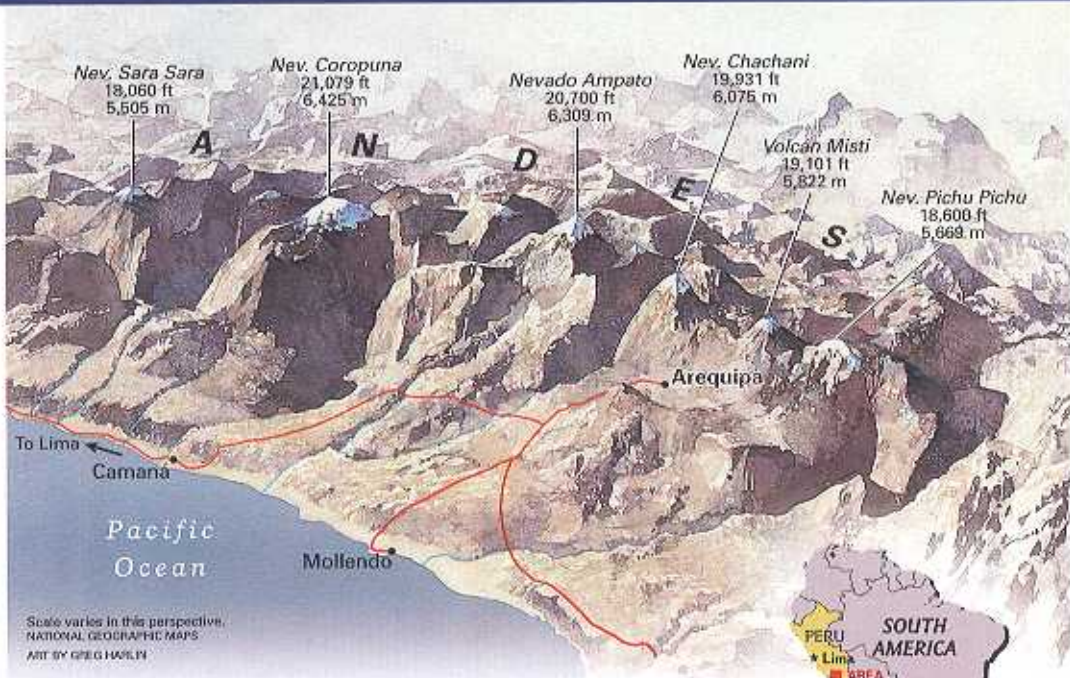 Nev. Sara Sara
18,060 ft
5,505 m
Nev. Coropuna
21,079 ft
6,425 m
Nevado Ampato
20,700 ft
6,309 m
Nev. Chachani
19,931 ft
6,075 m
Volcán Misti
19,101 ft
5,822 m
Nev. Pichu Pichu
18,600 ft
5,669 m
A N D E S
Arequipa
To Lima
Camaná
Mollendo
Pacific
Ocean
Scale varies in this perspective.
NATIONAL GEOGRAPHIC MAPS
ART BY GREG HARLIN
PERU
Lima
SOUTH
AMERICA
AREA